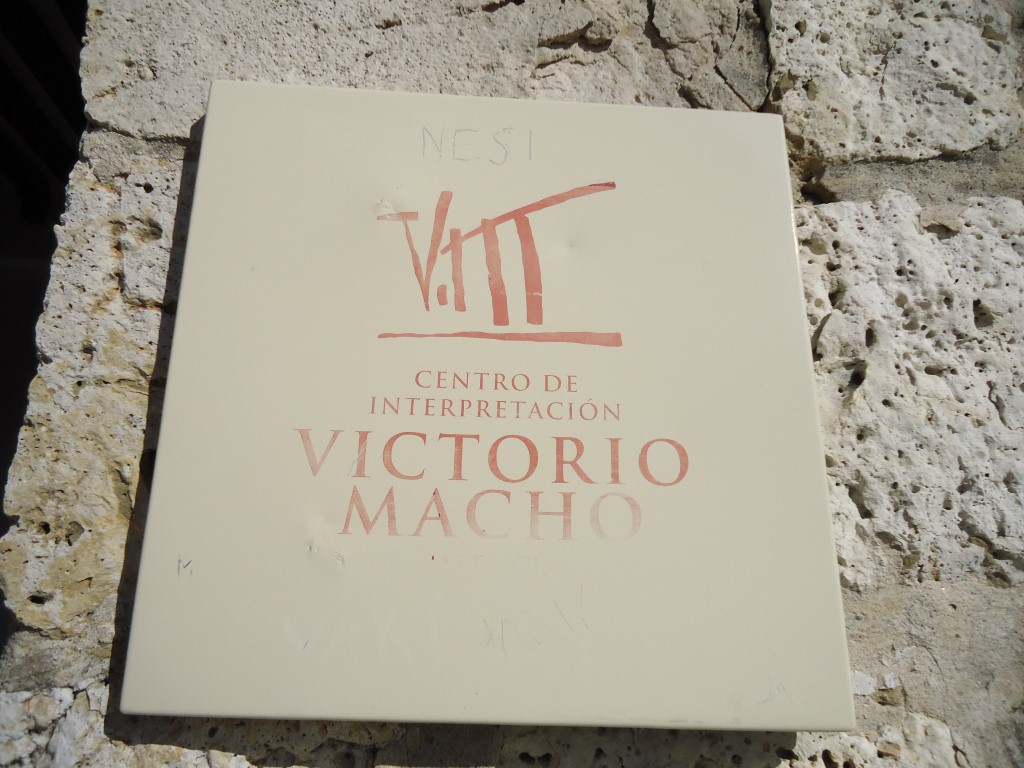 NESI
V.M
CENTRO DE
INTERPRETACIÓN
VICTORIO
MACHO
M